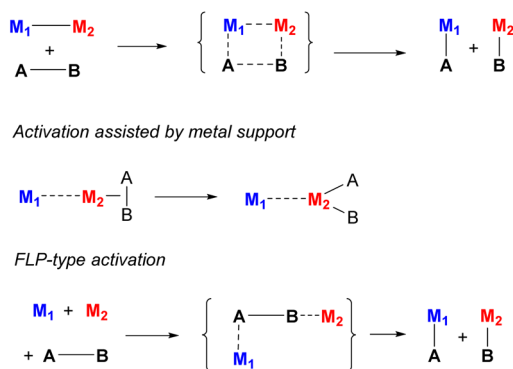 M₁ M₂
+
A B
M₁ M₂
A B
M₁ M₂
+
A B
Activation assisted by metal support
M₁ M₂ A
B
M₁ M₂ A
B
FLP-type activation
M₁ + M₂
+ A B
A B M₂
M₁
M₁ M₂
+
A B